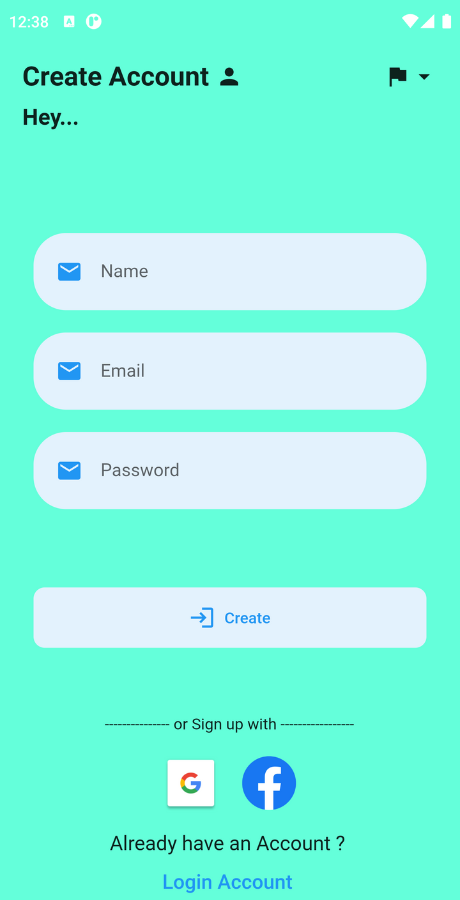 12:38
Create Account
Hey...
Name
Email
Password
Create
--------------- or Sign up with -----------------
Already have an Account ?
Login Account